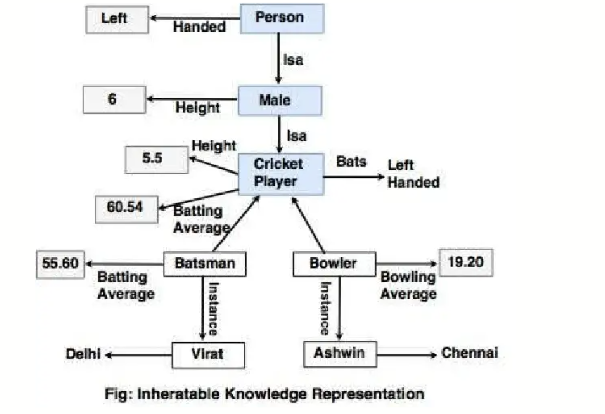 Left
Handed
Person
Isa
6
Height
Male
Isa
5.5
Height
Cricket
Player
Bats
Left
Handed
60.54
Batting
Average
55.60
Batting
Average
Batsman
Bowler
Bowling
Average
19.20
Instance
Instance
Delhi
Virat
Ashwin
Chennai
Fig: Inheratable Knowledge Representation